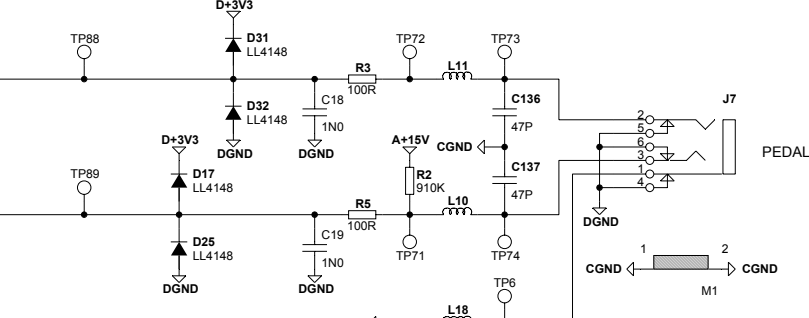 D+3V3
TP88
D31
LL4148
TP72
TP73
R3
100R
L11
C18
1N0
D32
LL4148
C136
47P
J7
2
5
6
3
1
4
PEDAL
DGND
DGND
D+3V3
A+15V
CGND
TP89
D17
LL4148
R2
910K
C137
47P
DGND
R5
100R
L10
C19
1N0
D25
LL4148
TP71
TP74
DGND
DGND
1
2
CGND
CGND
M1
TP6
L18